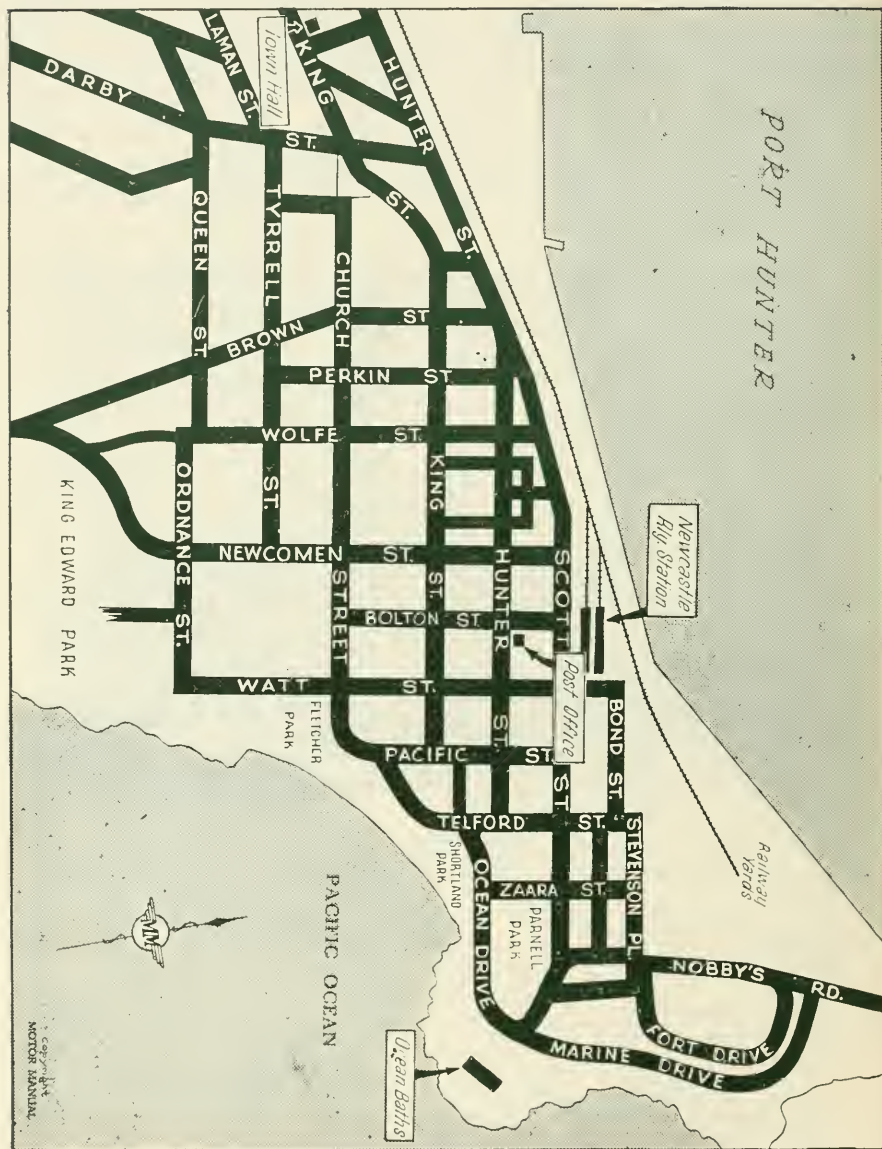 PORT HUNTER
LAMAN ST.
KING ST.
HUNTER ST.
Town Hall
DARBY ST.
QUEEN ST.
TYRRELL ST.
CHURCH STREET
BROWN ST
PERKIN ST
WOLFE ST.
KING ST.
HUNTER ST.
SCOTT ST.
NEWCOMEN ST.
ORDNANCE ST.
BOLTON ST
WATT ST.
KING EDWARD PARK
Newcastle
Rly. Station
Post Office
BOND ST.
FLETCHER
PARK
PACIFIC ST.
TELFORD ST.
STEVENSON PL.
Railway
Yards
SHORTLAND
PARK
OCEAN DRIVE
ZAARA ST.
PARNELL
PARK
NOBBY'S RD.
FORT DRIVE
MARINE DRIVE
PACIFIC OCEAN
Ocean Baths
MM
Copyright
MOTOR MANUAL